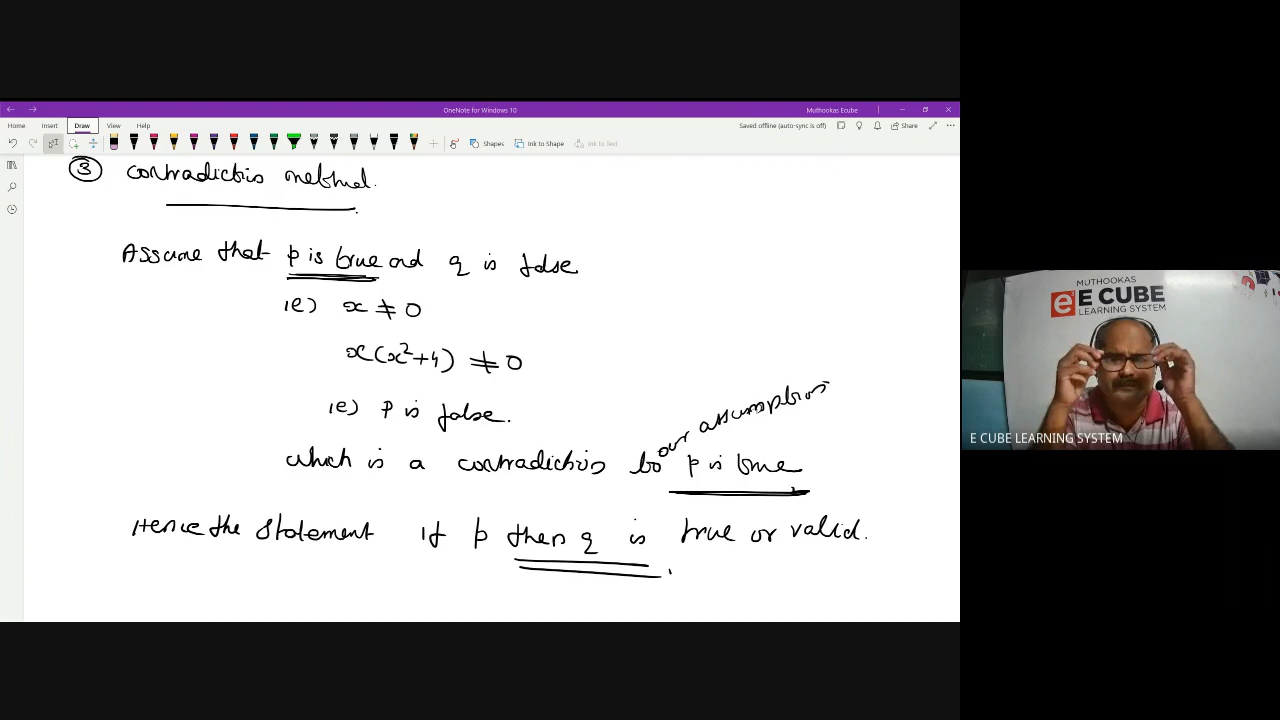 OneNote for Windows 10
Muthookas Ecube
Home Insert Draw View Help
Saved offline (auto-sync is off)
Share
Shapes
Ink to Shape
Ink to Text
3 contradiction method.
Assume that p is true and q is false
ie) x ≠ 0
x(x²+4) ≠ 0
ie) p is false.
our assumption
which is a contradiction to p is true
Hence the statement if p then q is true or valid.
MUTHOOKAS
e³ E CUBE
LEARNING SYSTEM
E CUBE LEARNING SYSTEM